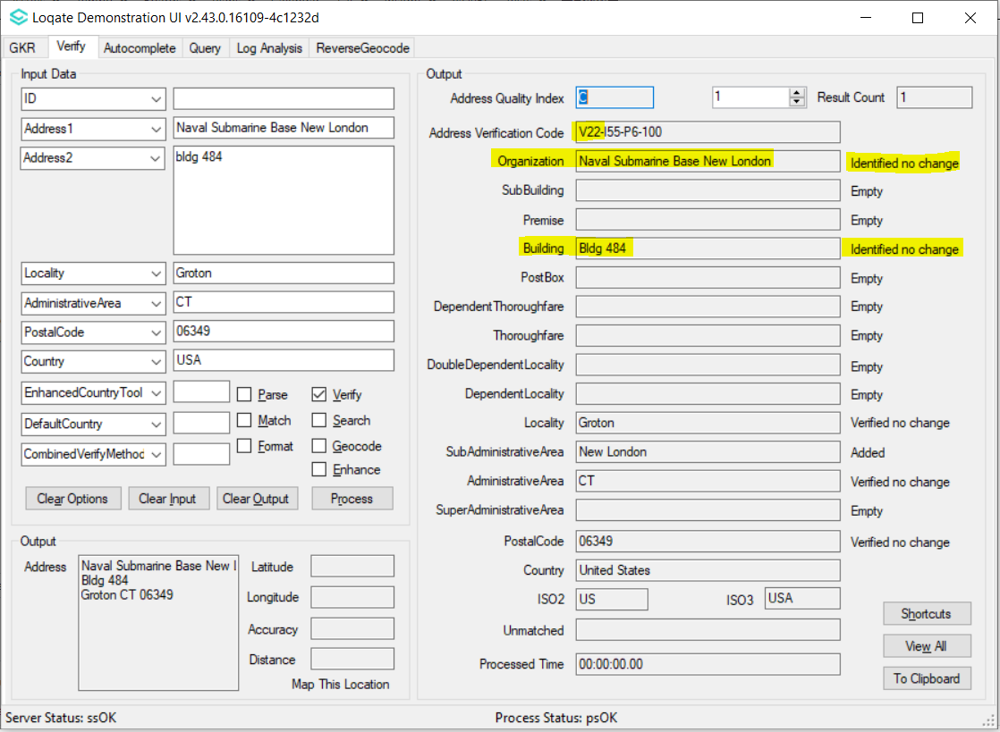 Loqate Demonstration UI v2.43.0.16109-4c1232d
GKR Verify Autocomplete Query Log Analysis ReverseGeocode
Input Data
ID
Address1 Naval Submarine Base New London
Address2 bldg 484
Locality Groton
AdministrativeArea CT
PostalCode 06349
Country USA
EnhancedCountryTool Parse Verify
DefaultCountry Match Search
CombinedVerifyMethod Format Geocode
Enhance
Clear Options Clear Input Clear Output Process
Output
Address Naval Submarine Base New
Bldg 484
Groton CT 06349
Latitude
Longitude
Accuracy
Distance
Map This Location
Output
Address Quality Index C 1 Result Count 1
Address Verification Code V22-I55-P6-100
Organization Naval Submarine Base New London Identified no change
SubBuilding Empty
Premise Empty
Building Bldg 484 Identified no change
PostBox Empty
DependentThoroughfare Empty
Thoroughfare Empty
DoubleDependentLocality Empty
DependentLocality Empty
Locality Groton Verified no change
SubAdministrativeArea New London Added
AdministrativeArea CT Verified no change
SuperAdministrativeArea Empty
PostalCode 06349 Verified no change
Country United States
ISO2 US ISO3 USA
Unmatched
Processed Time 00:00:00.00
Shortcuts
View All
To Clipboard
Server Status: ssOK Process Status: psOK